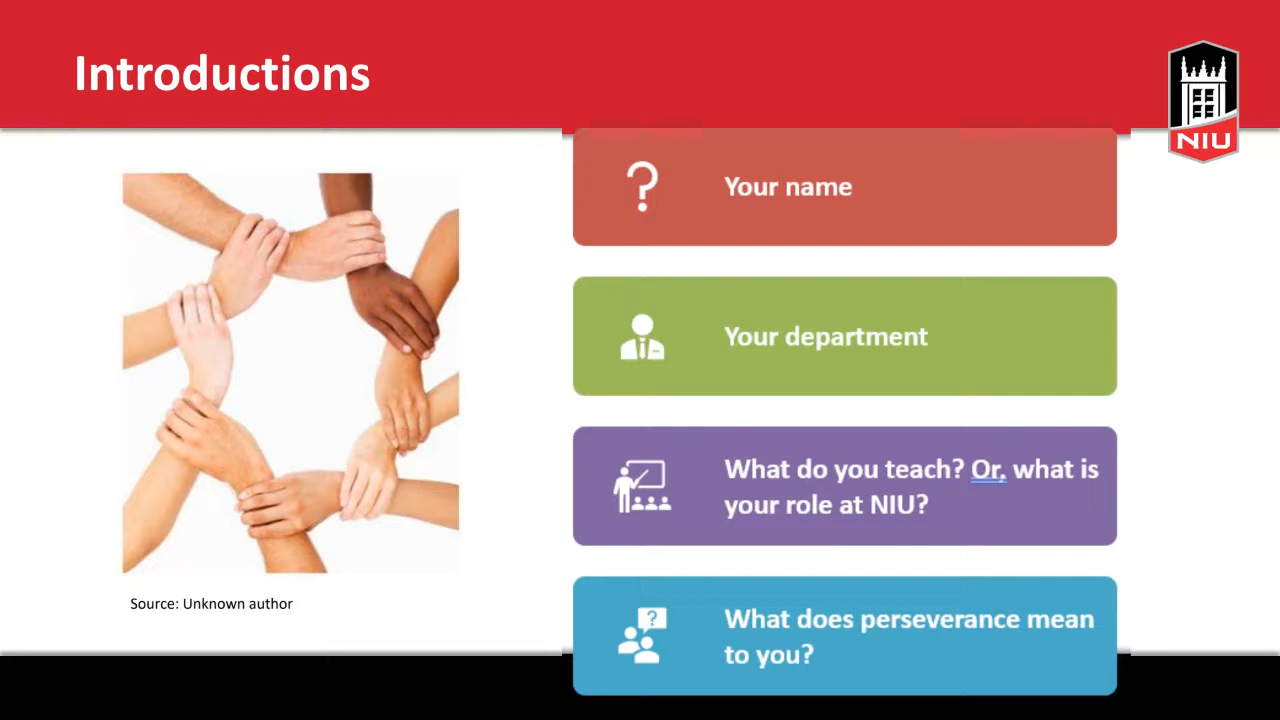 Introductions
NIU
?
Your name
Your department
What do you teach? Or, what is
your role at NIU?
?
What does perseverance mean
to you?
Source: Unknown author